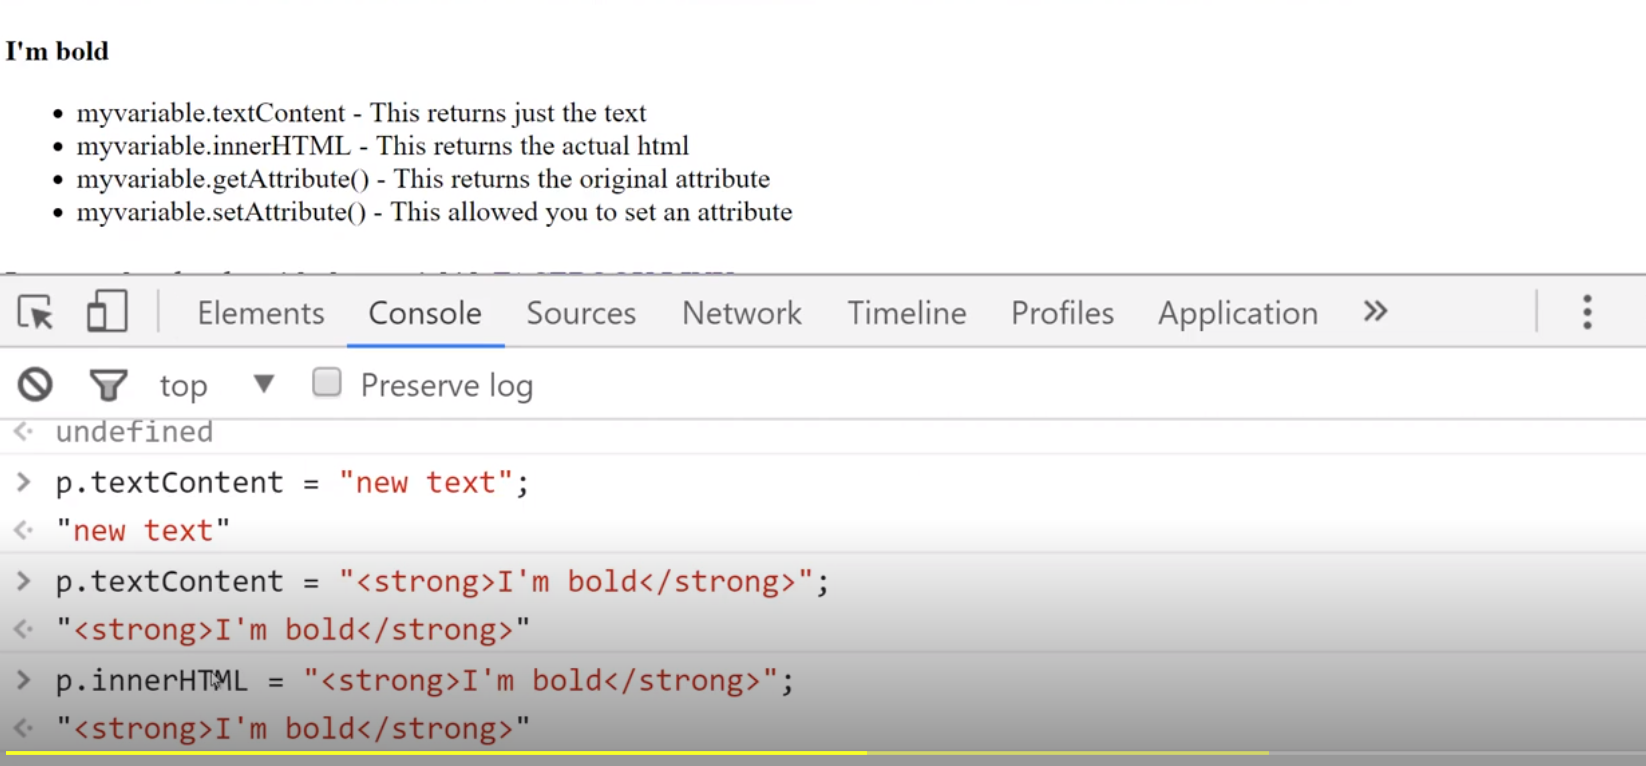 I'm bold
myvariable.textContent - This returns just the text
myvariable.innerHTML - This returns the actual html
myvariable.getAttribute() - This returns the original attribute
myvariable.setAttribute() - This allowed you to set an attribute
Elements Console Sources Network Timeline Profiles Application
top Preserve log
undefined
p.textContent = "new text";
"new text"
p.textContent = "<strong>I'm bold</strong>";
"<strong>I'm bold</strong>"
p.innerHTML = "<strong>I'm bold</strong>";
"<strong>I'm bold</strong>"